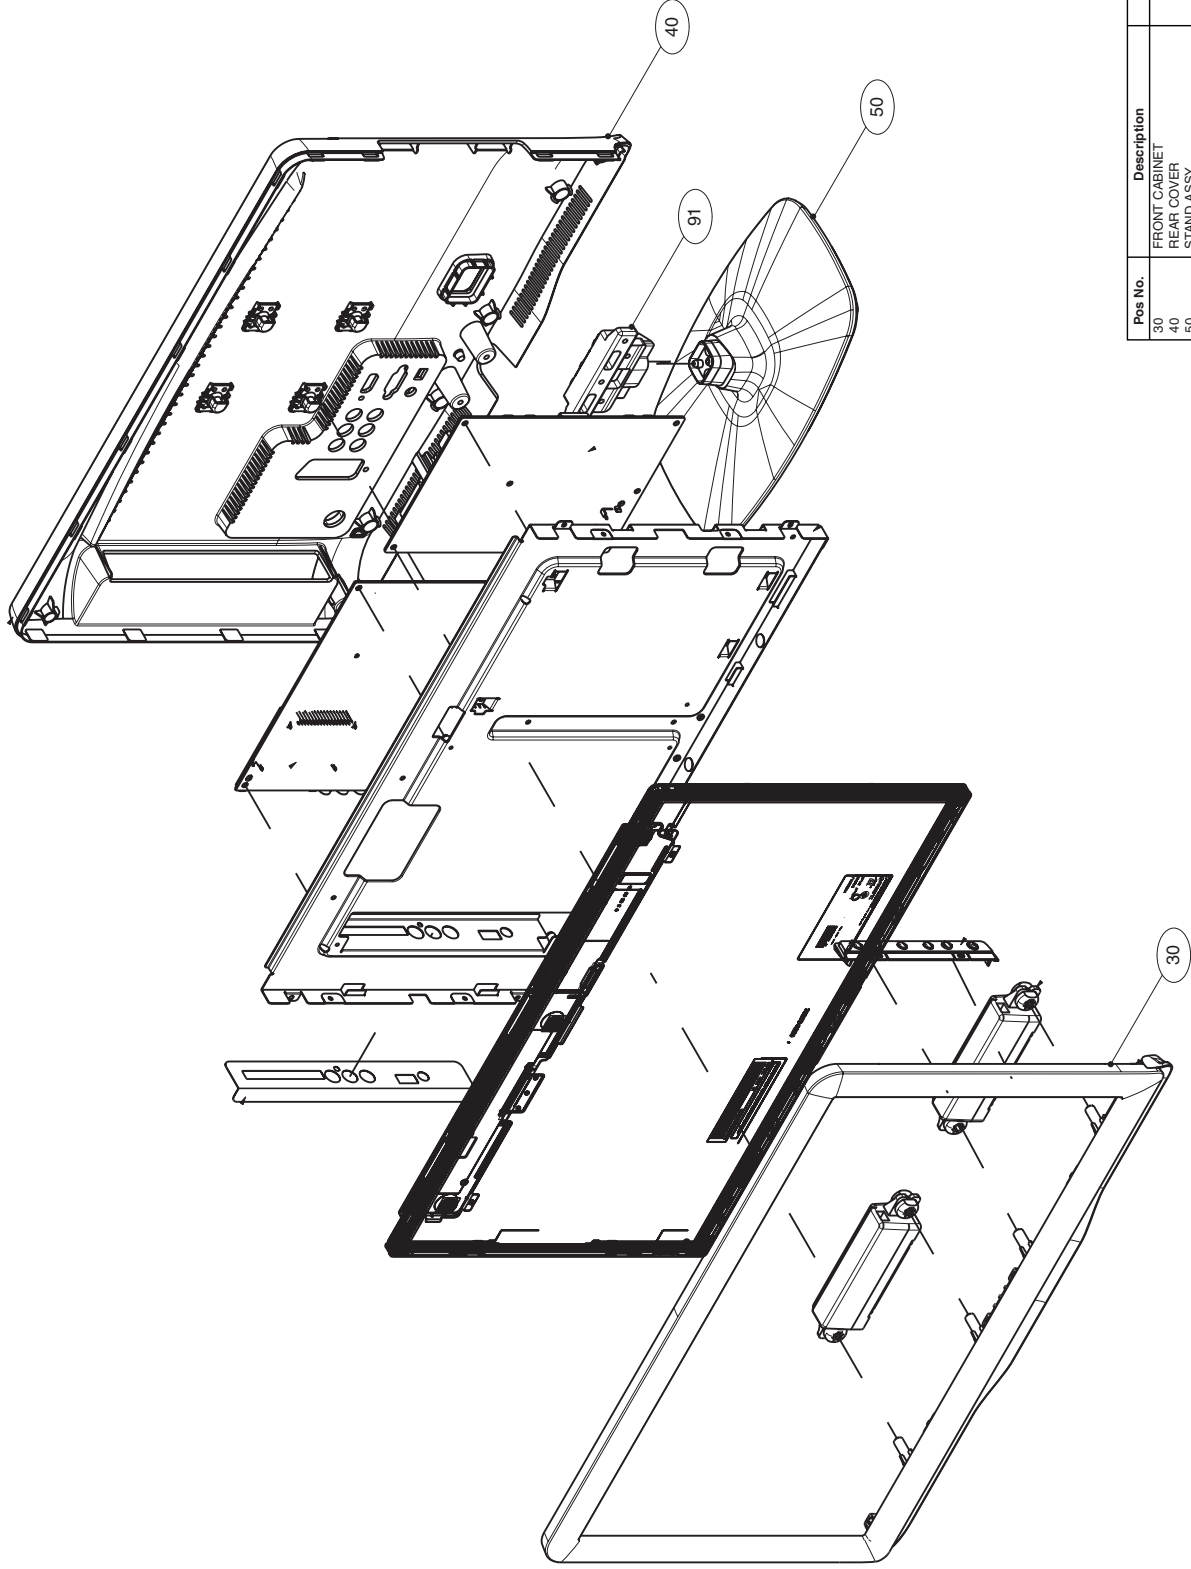 40
50
91
30
Pos No. Description
30 FRONT CABINET
40 REAR COVER
50 STAND ASSY